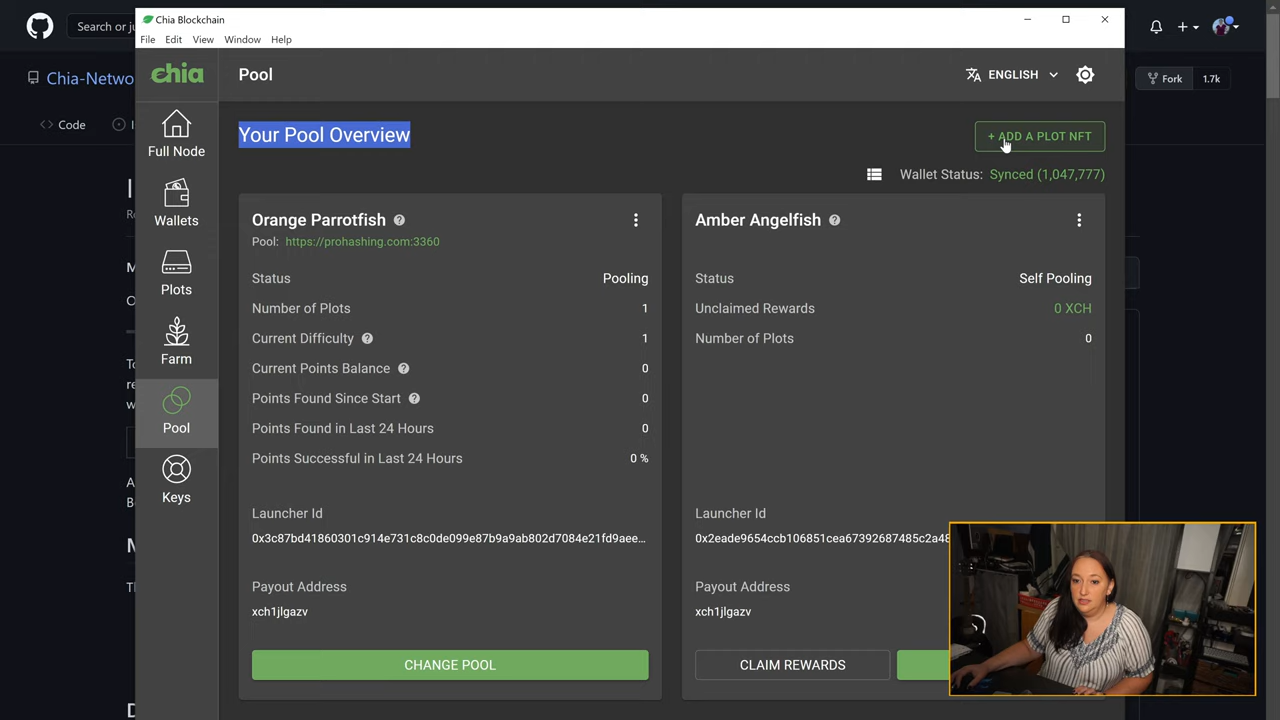 Search or ju
Chia Blockchain
File Edit View Window Help
Chia-Netwo
Fork 1.7k
Code
chia
Pool
ENGLISH
Full Node
Wallets
Plots
Farm
Pool
Keys
Your Pool Overview
+ ADD A PLOT NFT
Wallet Status: Synced (1,047,777)
Orange Parrotfish
Pool: https://prohashing.com:3360
Status Pooling
Number of Plots 1
Current Difficulty 1
Current Points Balance 0
Points Found Since Start 0
Points Found in Last 24 Hours 0
Points Successful in Last 24 Hours 0 %
Launcher Id
0x3c87bd41860301c914e731c8c0de099e87b9a9ab802d7084e21fd9aee...
Payout Address
xch1jlgazv
CHANGE POOL
Amber Angelfish
Status Self Pooling
Unclaimed Rewards 0 XCH
Number of Plots 0
Launcher Id
0x2eade9654ccb106851cea67392687485c2a48
Payout Address
xch1jlgazv
CLAIM REWARDS